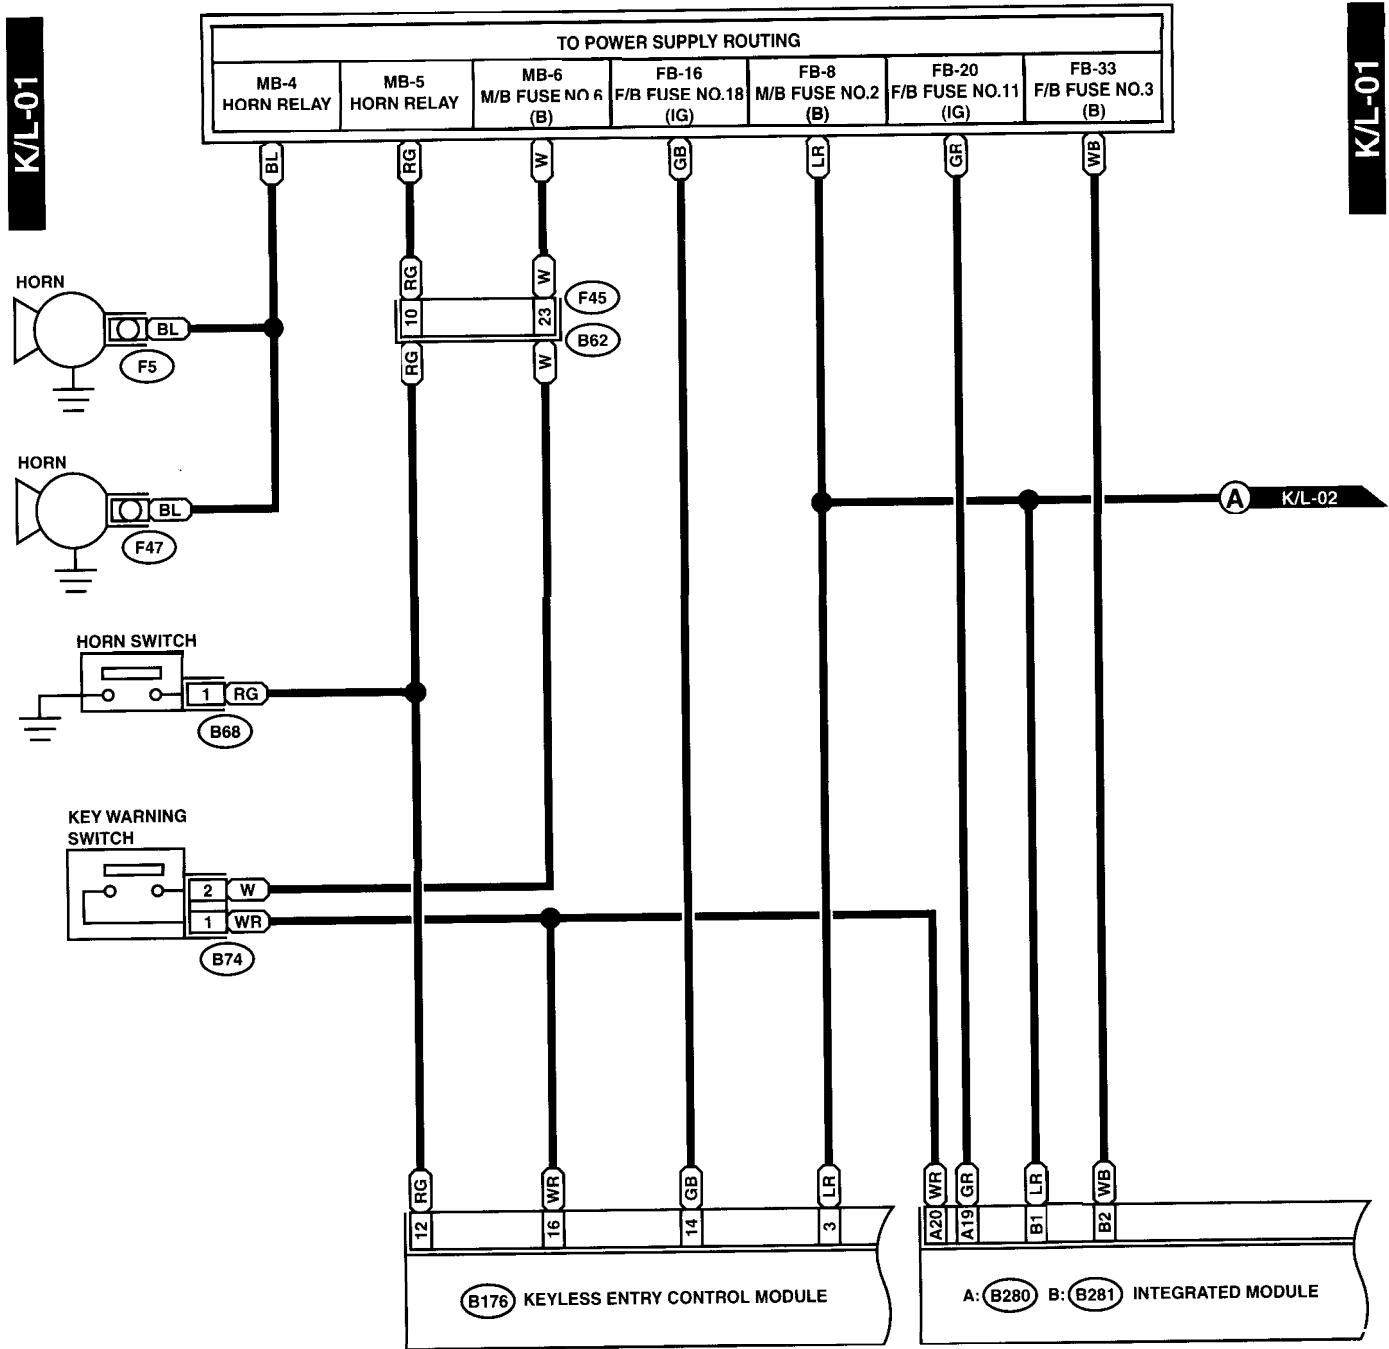 K/L-01
K/L-01
TO POWER SUPPLY ROUTING
MB-4
HORN RELAY
MB-5
HORN RELAY
MB-6
M/B FUSE NO.6
(B)
FB-16
F/B FUSE NO.18
(IG)
FB-8
M/B FUSE NO.2
(B)
FB-20
F/B FUSE NO.11
(IG)
FB-33
F/B FUSE NO.3
(B)
BL
RG
W
GB
LR
GR
WB
HORN
BL
F5
RG
W
10
23
F45
B62
RG
W
HORN
BL
F47
A
K/L-02
HORN SWITCH
1
RG
B68
KEY WARNING
SWITCH
2
W
1
WR
B74
RG
WR
GB
LR
WR
GR
LR
WB
12
16
14
3
A20
A19
B1
B2
B176 KEYLESS ENTRY CONTROL MODULE
A: B280 B: B281 INTEGRATED MODULE